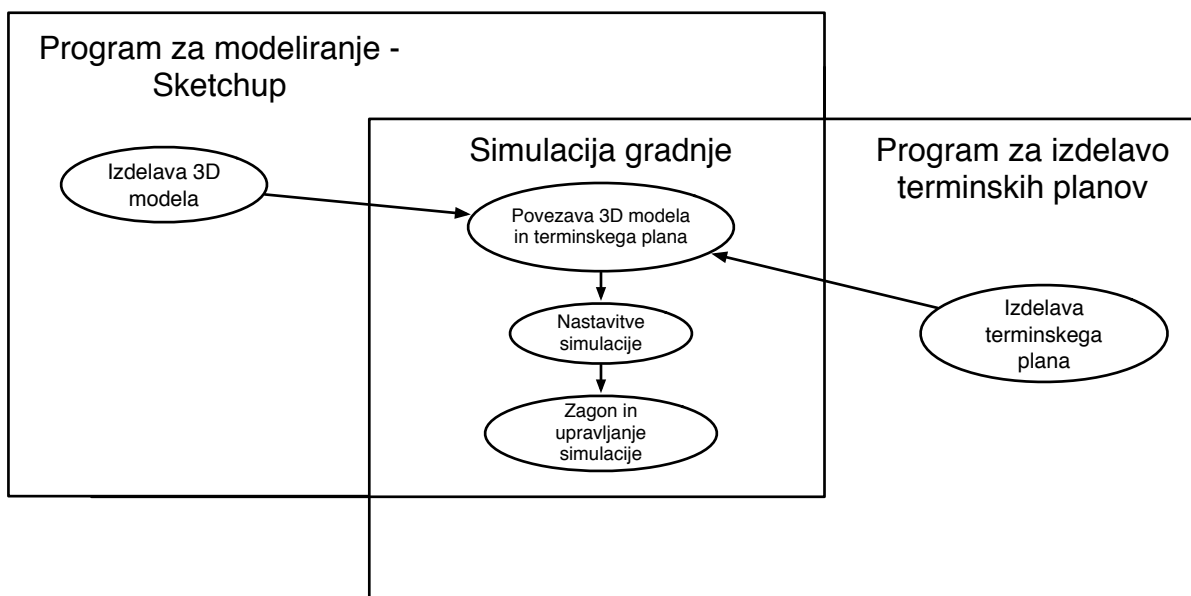 Program za modeliranje -
Sketchup
Izdelava 3D
modela
Simulacija gradnje
Povezava 3D modela
in terminskega plana
Nastavitve
simulacije
Zagon in
upravljanje
simulacije
Program za izdelavo
terminskih planov
Izdelava
terminskega
plana